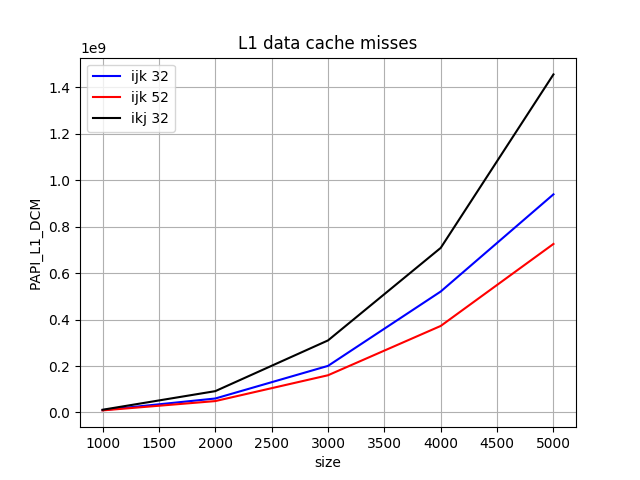 L1 data cache misses
1e9
ijk 32
ijk 52
ikj 32
PAPI_L1_DCM
1.4
1.2
1.0
0.8
0.6
0.4
0.2
0.0
1000 1500 2000 2500 3000 3500 4000 4500 5000
size